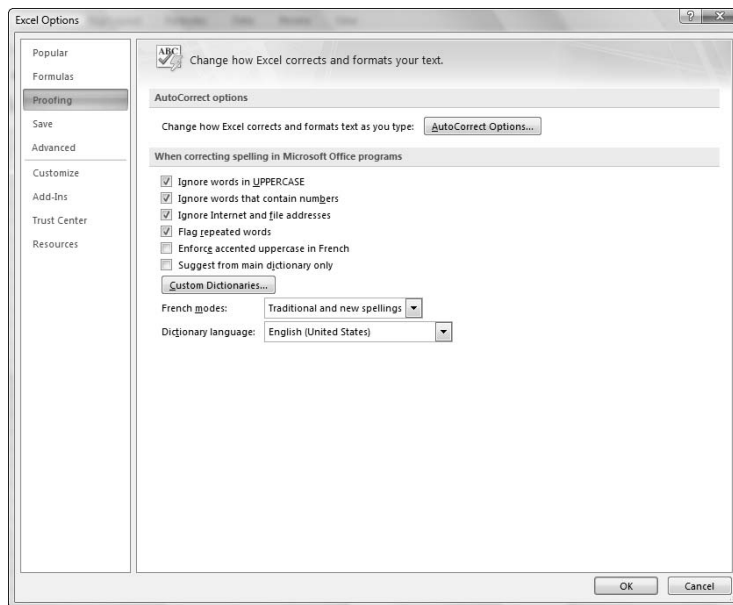 Excel Options
Popular
Formulas
Proofing
Save
Advanced
Customize
Add-Ins
Trust Center
Resources
ABC
Change how Excel corrects and formats your text.
AutoCorrect options
Change how Excel corrects and formats text as you type: AutoCorrect Options...
When correcting spelling in Microsoft Office programs
Ignore words in UPPERCASE
Ignore words that contain numbers
Ignore Internet and file addresses
Flag repeated words
Enforce accented uppercase in French
Suggest from main dictionary only
Custom Dictionaries...
French modes: Traditional and new spellings
Dictionary language: English (United States)
OK Cancel